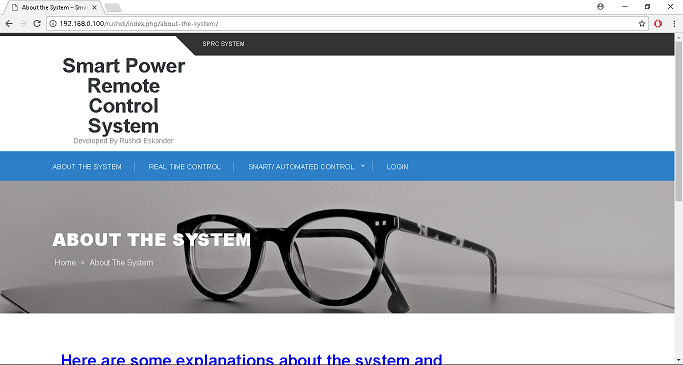 About the System – Smar
192.168.0.100/rushdi/index.php/about-the-system/
SPRC SYSTEM
Smart Power
Remote
Control
System
Developed By Rushdi Eskander
ABOUT THE SYSTEM
REAL TIME CONTROL
SMART/ AUTOMATED CONTROL
LOGIN
ABOUT THE SYSTEM
Home > About The System
Here are some explanations about the system and